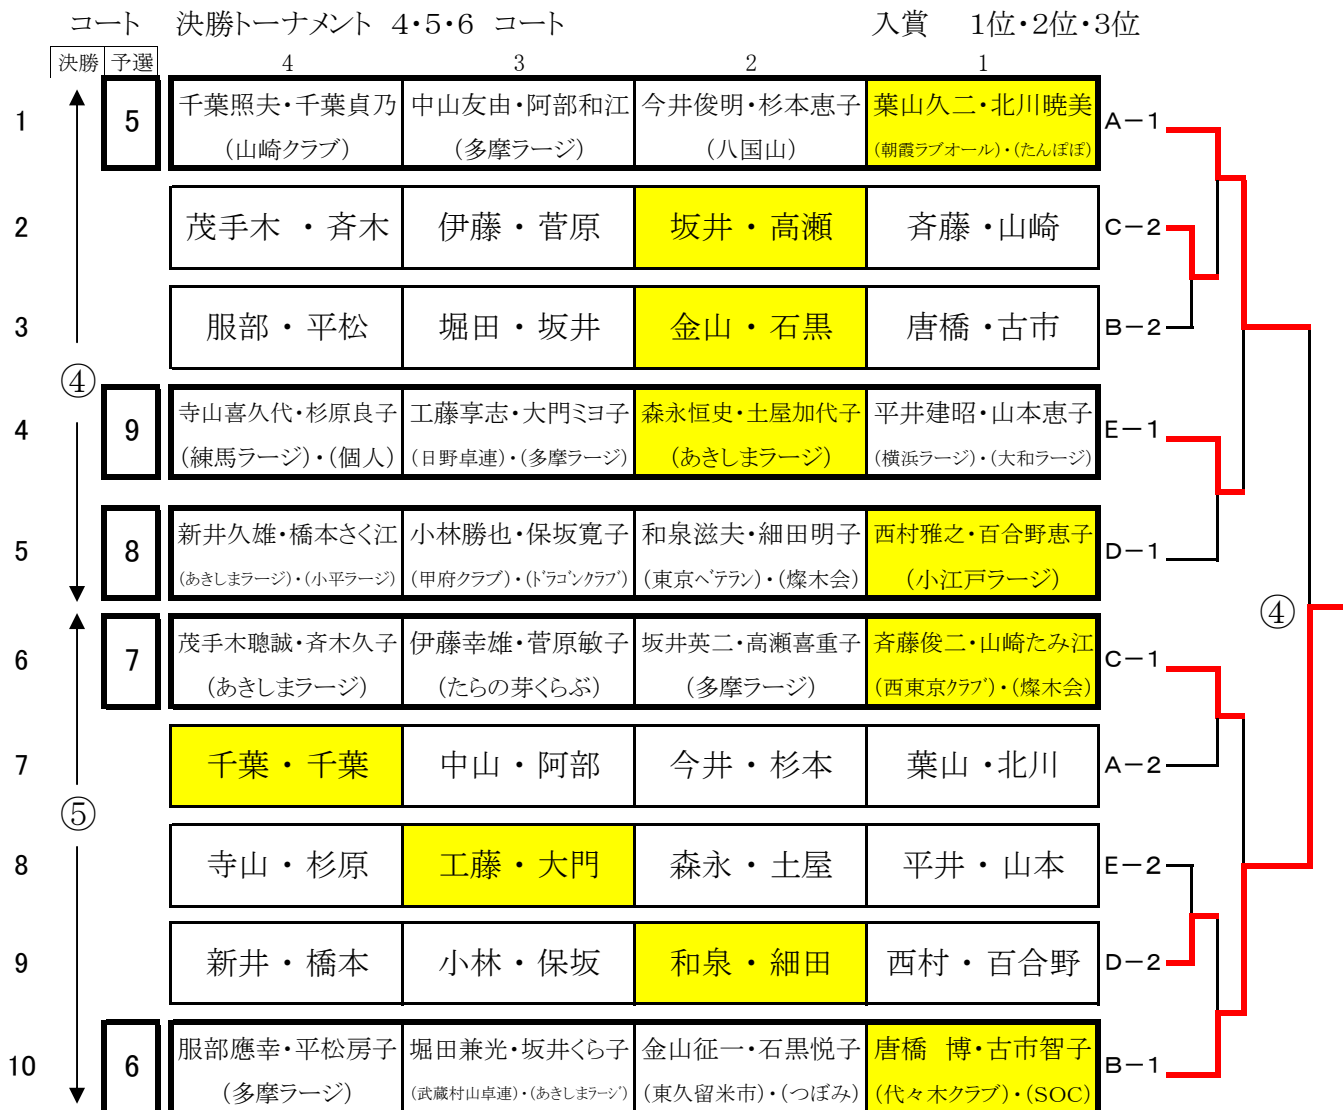 コート 決勝トーナメント 4・5・6 コート 入賞 1位・2位・3位
決勝 予選 4 3 2 1
1 5 千葉照夫・千葉貞乃 中山友由・阿部和江 今井俊明・杉本恵子 葉山久二・北川暁美 A-1
(山崎クラブ) (多摩ラージ) (八国山) (朝霞ラブオール)・(たんぽぽ)
2 茂手木 ・ 斉木 伊藤 ・ 菅原 坂井 ・ 高瀬 斉藤 ・ 山崎 C-2
3 服部 ・ 平松 堀田 ・ 坂井 金山 ・ 石黒 唐橋 ・ 古市 B-2
④
4 9 寺山喜久代・杉原良子 工藤享志・大門ミヨ子 森永恒史・土屋加代子 平井建昭・山本恵子 E-1
(練馬ラージ)・(個人) (日野卓連)・(多摩ラージ) (あきしまラージ) (横浜ラージ)・(大和ラージ)
5 8 新井久雄・橋本さく江 小林勝也・保坂寛子 和泉滋夫・細田明子 西村雅之・百合野恵子 D-1
(あきしまラージ)・(小平ラージ) (甲府クラブ)・(ドラゴンクラブ) (東京ベテラン)・(燦木会) (小江戸ラージ)
④
6 7 茂手木聰誠・斉木久子 伊藤幸雄・菅原敏子 坂井英二・高瀬喜重子 斉藤俊二・山崎たみ江 C-1
(あきしまラージ) (たらの芽くらぶ) (多摩ラージ) (西東京クラブ)・(燦木会)
7 千葉 ・ 千葉 中山 ・ 阿部 今井 ・ 杉本 葉山 ・ 北川 A-2
⑤
8 寺山 ・ 杉原 工藤 ・ 大門 森永 ・ 土屋 平井 ・ 山本 E-2
9 新井 ・ 橋本 小林 ・ 保坂 和泉 ・ 細田 西村 ・ 百合野 D-2
10 6 服部應幸・平松房子 堀田兼光・坂井くら子 金山征一・石黒悦子 唐橋 博・古市智子 B-1
(多摩ラージ) (武蔵村山卓連)・(あきしまラージ) (東久留米市)・(つぼみ) (代々木クラブ)・(SOC)